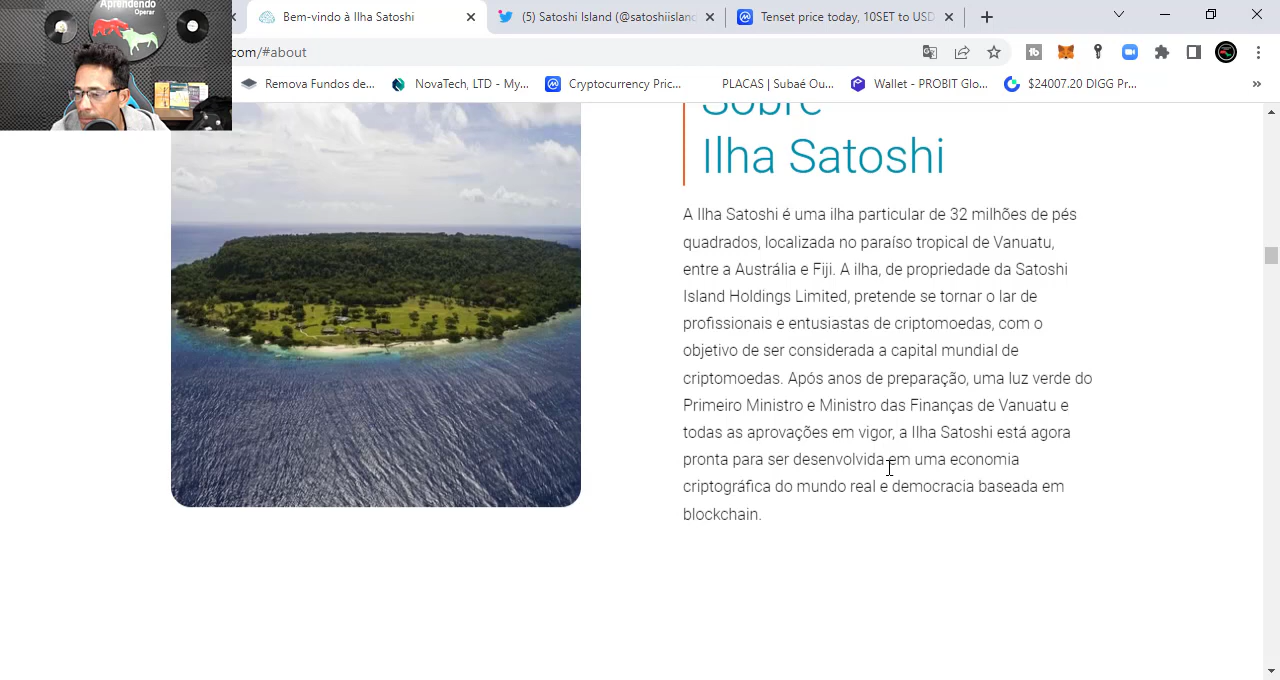 Aprendendo
Operar
Bem-vindo à Ilha Satoshi
(5) Satoshi Island (@satoshiislan
Tenset price today, 10SET to USD
com/#about
Remova Fundos de...
NovaTech, LTD - My...
Cryptocurrency Pric...
PLACAS | Subaé Ou...
Wallet - PROBIT Glo...
$24007.20 DIGG Pr...
»
Sobre
Ilha Satoshi
A Ilha Satoshi é uma ilha particular de 32 milhões de pés
quadrados, localizada no paraíso tropical de Vanuatu,
entre a Austrália e Fiji. A ilha, de propriedade da Satoshi
Island Holdings Limited, pretende se tornar o lar de
profissionais e entusiastas de criptomoedas, com o
objetivo de ser considerada a capital mundial de
criptomoedas. Após anos de preparação, uma luz verde do
Primeiro Ministro e Ministro das Finanças de Vanuatu e
todas as aprovações em vigor, a Ilha Satoshi está agora
pronta para ser desenvolvida em uma economia
criptográfica do mundo real e democracia baseada em
blockchain.